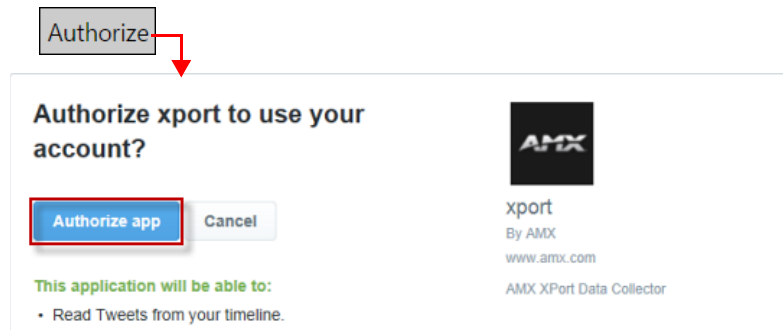 Authorize
Authorize xport to use your
account?
Authorize app
Cancel
This application will be able to:
• Read Tweets from your timeline.
AMX
xport
By AMX
www.amx.com
AMX XPort Data Collector